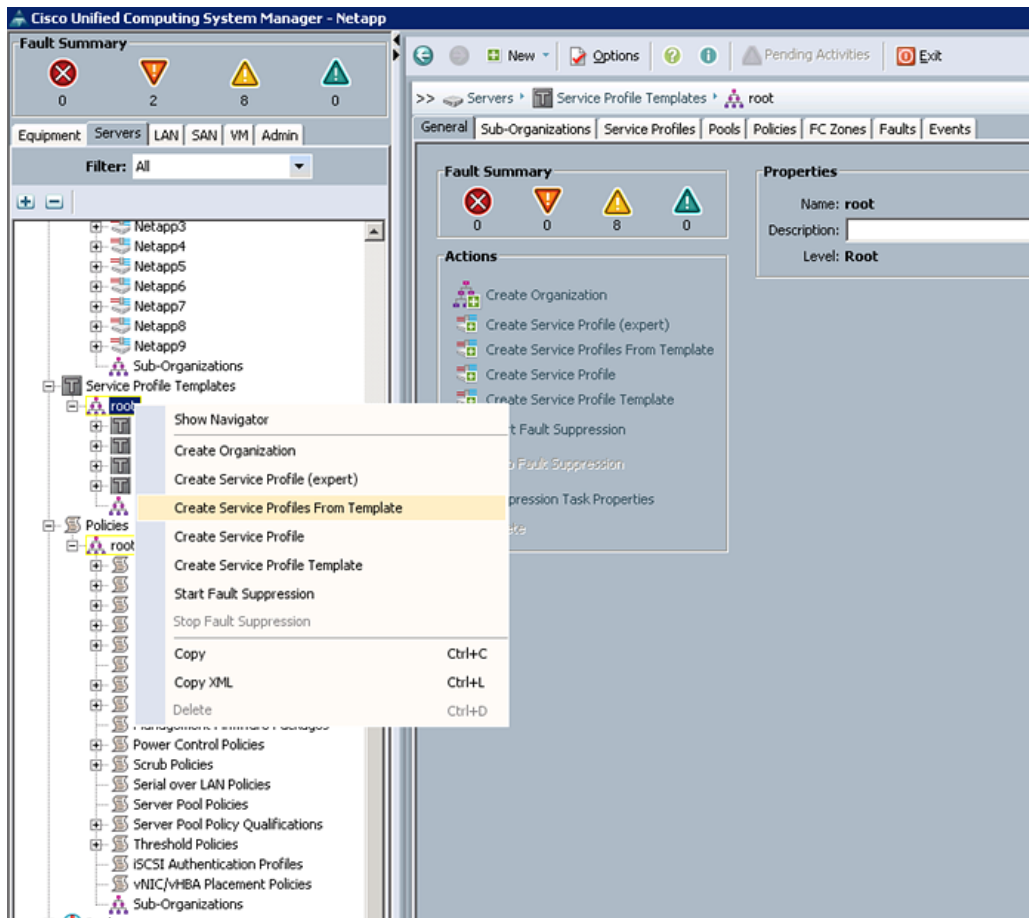 Cisco Unified Computing System Manager - Netapp
Fault Summary
0 2 8 0
Equipment Servers LAN SAN VM Admin
Filter: All
Netapp3
Netapp4
Netapp5
Netapp6
Netapp7
Netapp8
Netapp9
Sub-Organizations
Service Profile Templates
root
Policies
root
Power Control Policies
Scrub Policies
Serial over LAN Policies
Server Pool Policies
Server Pool Policy Qualifications
Threshold Policies
iSCSI Authentication Profiles
vNIC/vHBA Placement Policies
Sub-Organizations
Show Navigator
Create Organization
Create Service Profile (expert)
Create Service Profiles From Template
Create Service Profile
Create Service Profile Template
Start Fault Suppression
Stop Fault Suppression
Copy Ctrl+C
Copy XML Ctrl+L
Delete Ctrl+D
New Options Pending Activities Exit
>> Servers Service Profile Templates root
General Sub-Organizations Service Profiles Pools Policies FC Zones Faults Events
Fault Summary
0 0 8 0
Properties
Name: root
Description:
Level: Root
Actions
Create Organization
Create Service Profile (expert)
Create Service Profiles From Template
Create Service Profile
Create Service Profile Template
Fault Suppression
Fault Suppression
Task Properties